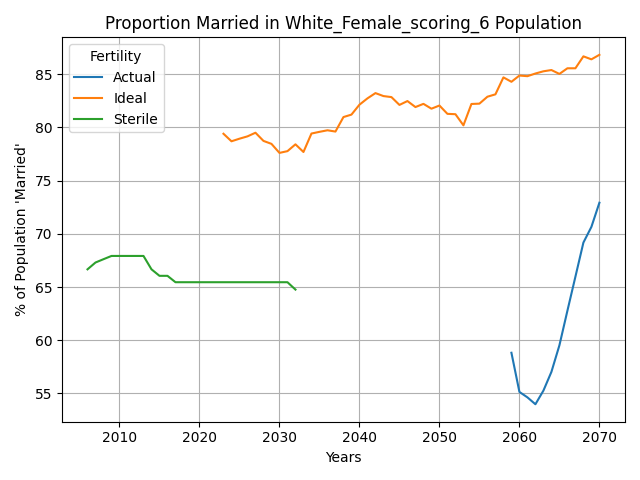 Proportion Married in White_Female_scoring_6 Population
Fertility
Actual
Ideal
Sterile
% of Population 'Married'
85
80
75
70
65
60
55
2010 2020 2030 2040 2050 2060 2070
Years